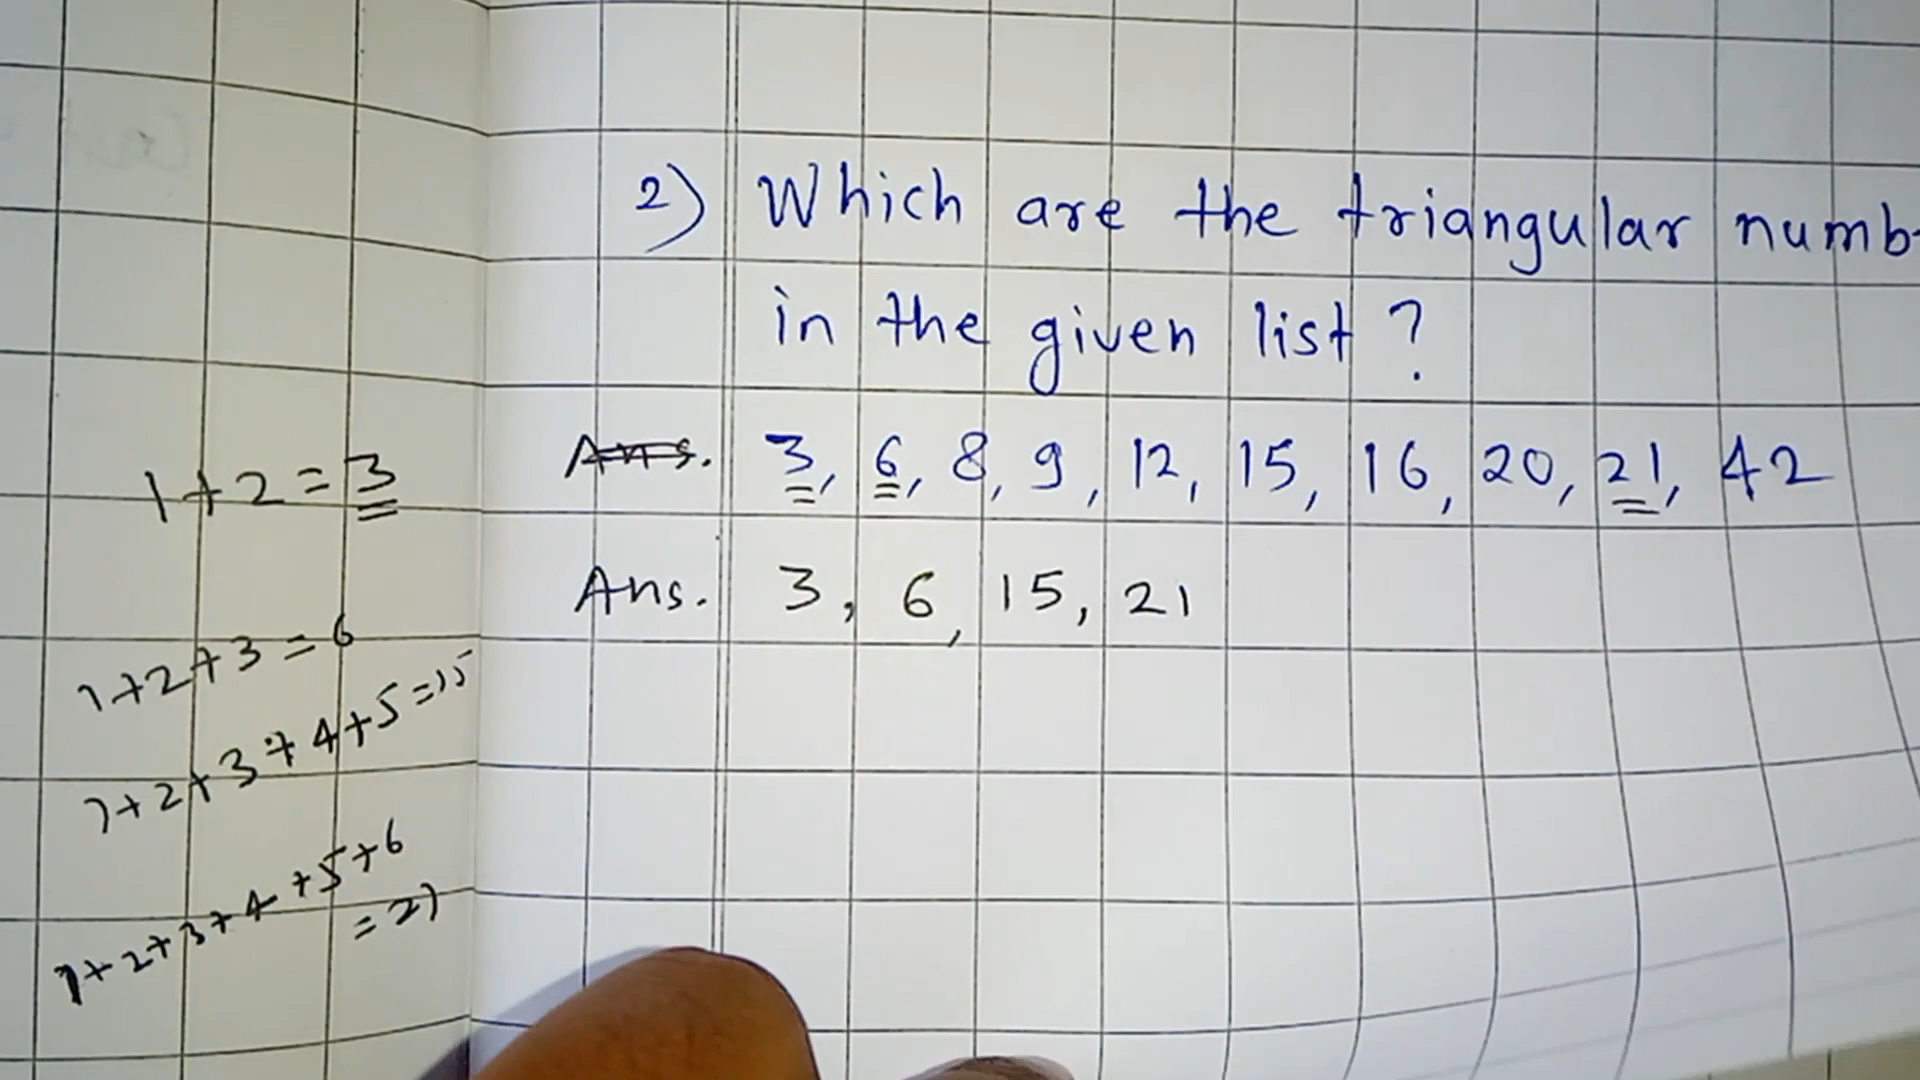 2) Which are the triangular numb
in the given list ?
Ans. 3, 6, 8, 9, 12, 15, 16, 20, 21, 42
Ans. 3, 6, 15, 21
1+2=3
1+2+3=6
1+2+3+4+5=15
1+2+3+4+5+6
=21